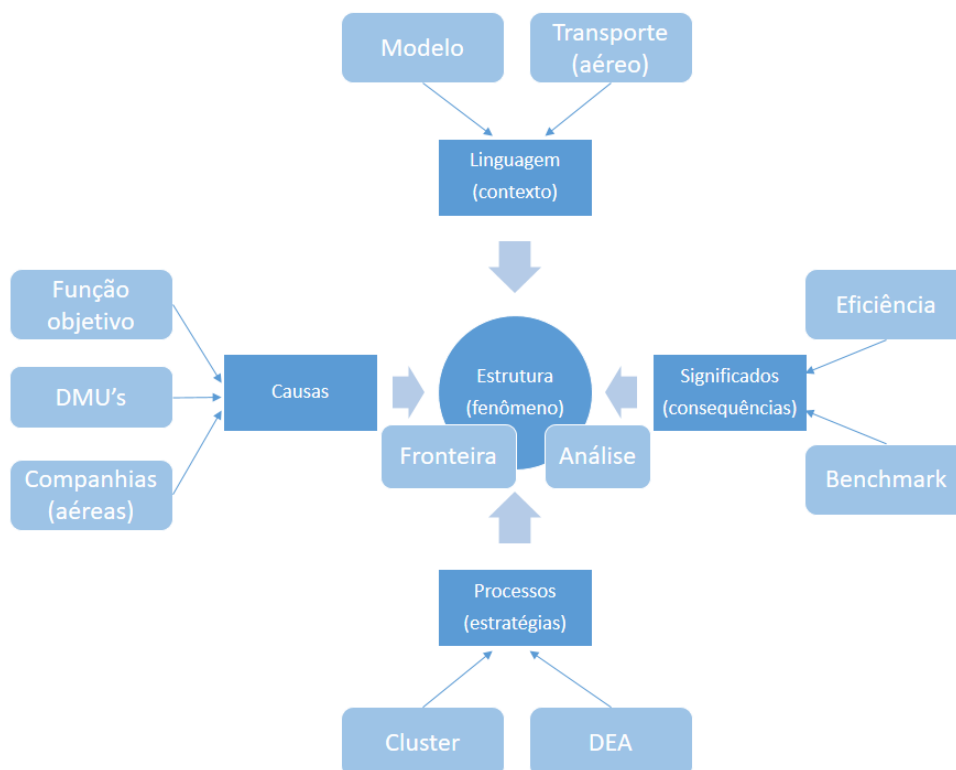 Modelo
Transporte
(aéreo)
Linguagem
(contexto)
Função
objetivo
DMU's
Companhias
(aéreas)
Causas
Estrutura
(fenômeno)
Fronteira
Análise
Significados
(consequências)
Eficiência
Benchmark
Processos
(estratégias)
Cluster
DEA